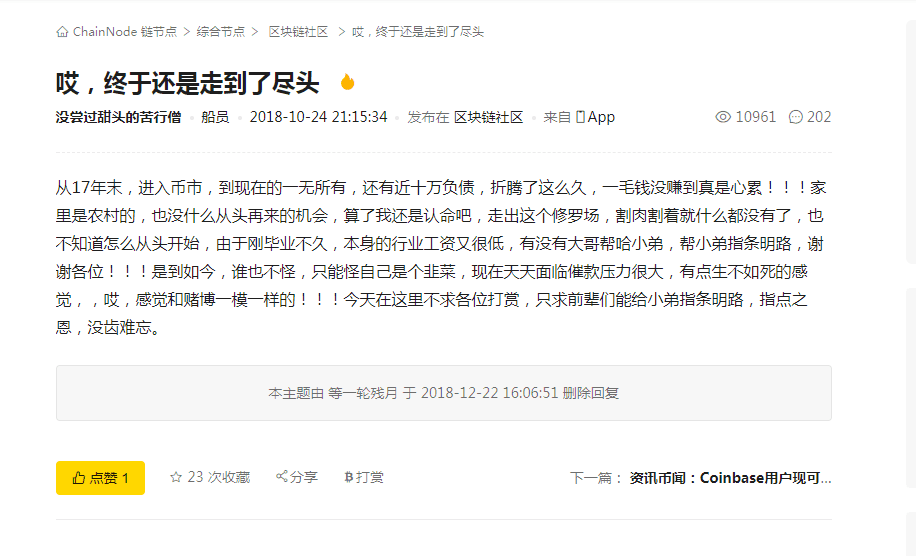 ChainNode 链节点 > 综合节点 > 区块链社区 > 哎，终于还是走到了尽头
哎，终于还是走到了尽头
没尝过甜头的苦行僧 船员 2018-10-24 21:15:34 发布在 区块链社区 来自 App 10961 202
从17年末，进入币市，到现在的一无所有，还有近十万负债，折腾了这么久，一毛钱没赚到真是心累！！！家
里是农村的，也没什么从头再来的机会，算了我还是认命吧，走出这个修罗场，割肉割着就什么都没有了，也
不知道怎么从头开始，由于刚毕业不久，本身的行业工资又很低，有没有大哥帮哈小弟，帮小弟指条明路，谢
谢各位！！！是到如今，谁也不怪，只能怪自己是个韭菜，现在天天面临催款压力很大，有点生不如死的感
觉，，哎，感觉和赌博一模一样的！！！今天在这里不求各位打赏，只求前辈们能给小弟指条明路，指点之
恩，没齿难忘。
本主题由 等一轮残月 于 2018-12-22 16:06:51 删除回复
点赞 1 23 次收藏 分享 打赏 下一篇： 资讯币闻：Coinbase用户现可...